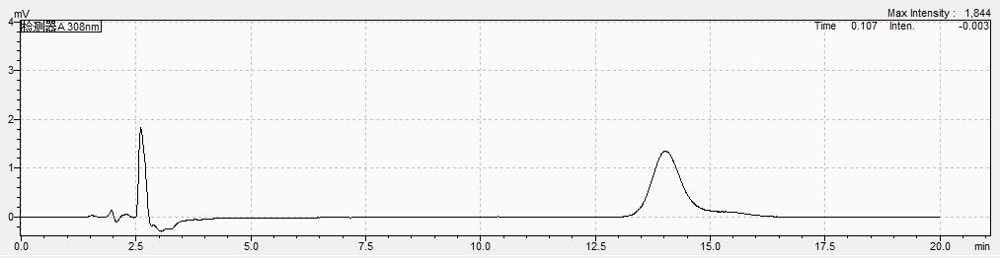 mV
Max Intensity : 1,844
检测器A 308nm
Time 0.107 Inten. -0.003
4
3
2
1
0
0.0 2.5 5.0 7.5 10.0 12.5 15.0 17.5 20.0 min